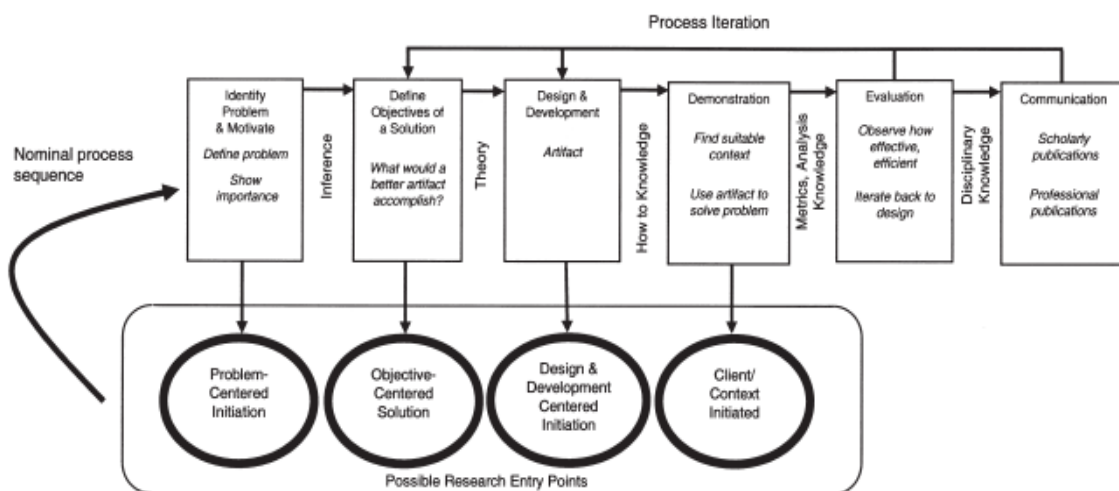 Process Iteration
Nominal process
sequence
Identify
Problem
& Motivate
Define problem
Show
importance
Inference
Define
Objectives of
a Solution
What would a
better artifact
accomplish?
Theory
Design &
Development
Artifact
How to Knowledge
Demonstration
Find suitable
context
Use artifact to
solve problem
Metrics, Analysis
Knowledge
Evaluation
Observe how
effective,
efficient
Iterate back to
design
Disciplinary
Knowledge
Communication
Scholarly
publications
Professional
publications
Problem-
Centered
Initiation
Objective-
Centered
Solution
Design &
Development
Centered
Initiation
Client/
Context
Initiated
Possible Research Entry Points